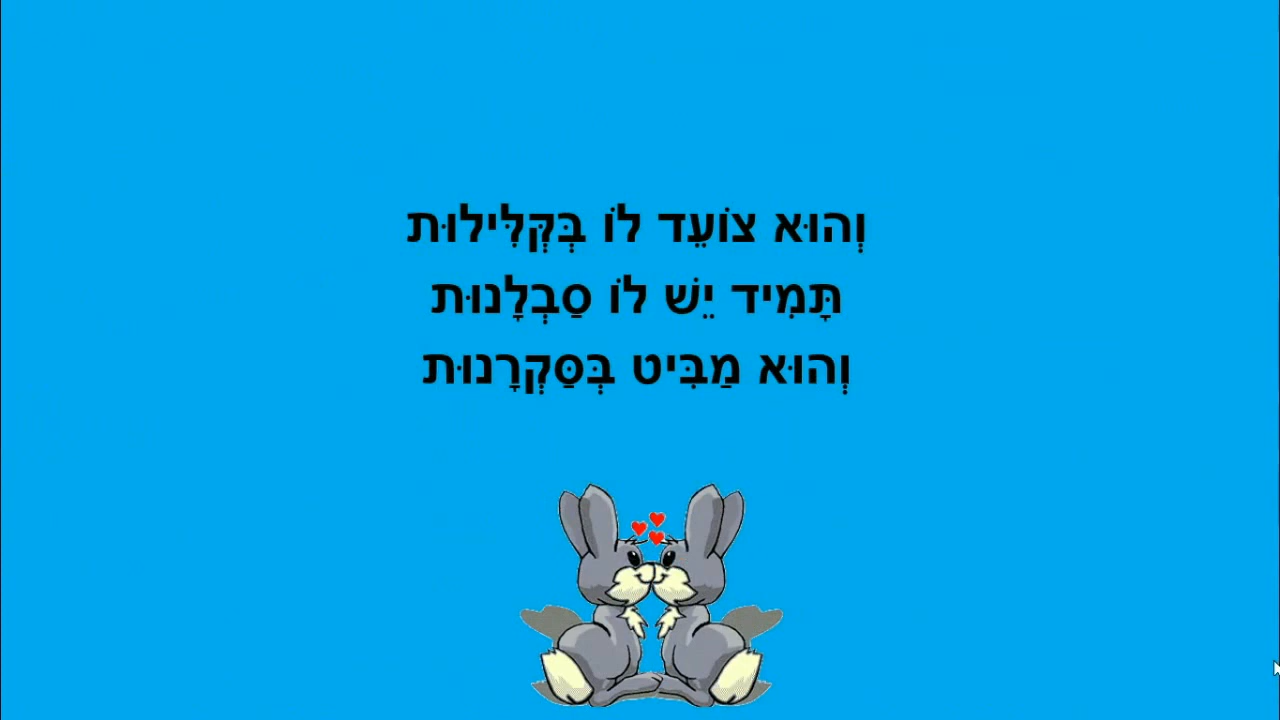 וְהוּא צוֹעֵד לוֹ בְּקְּלִּילוּת
תָּמִיד יֵשׁ לוֹ סַבְלָנוּת
וְהוּא מַבִּיט בְּסַּקְרָנוּת